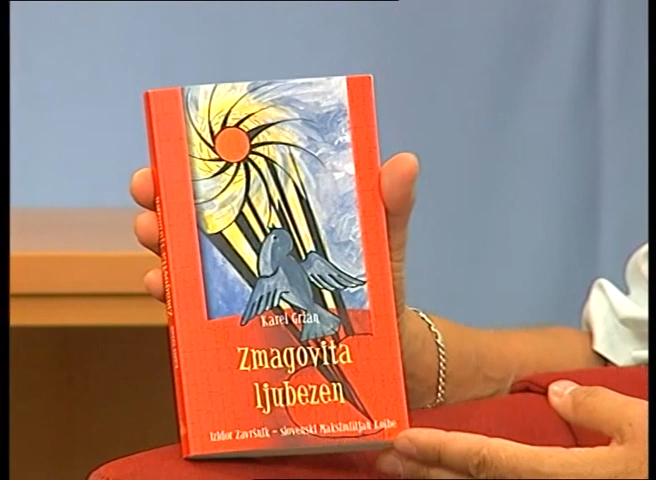 Karel Gržan
Zmagovita
ljubezen
Izidor Završnik - slovenski Maksimilijan Kolbe